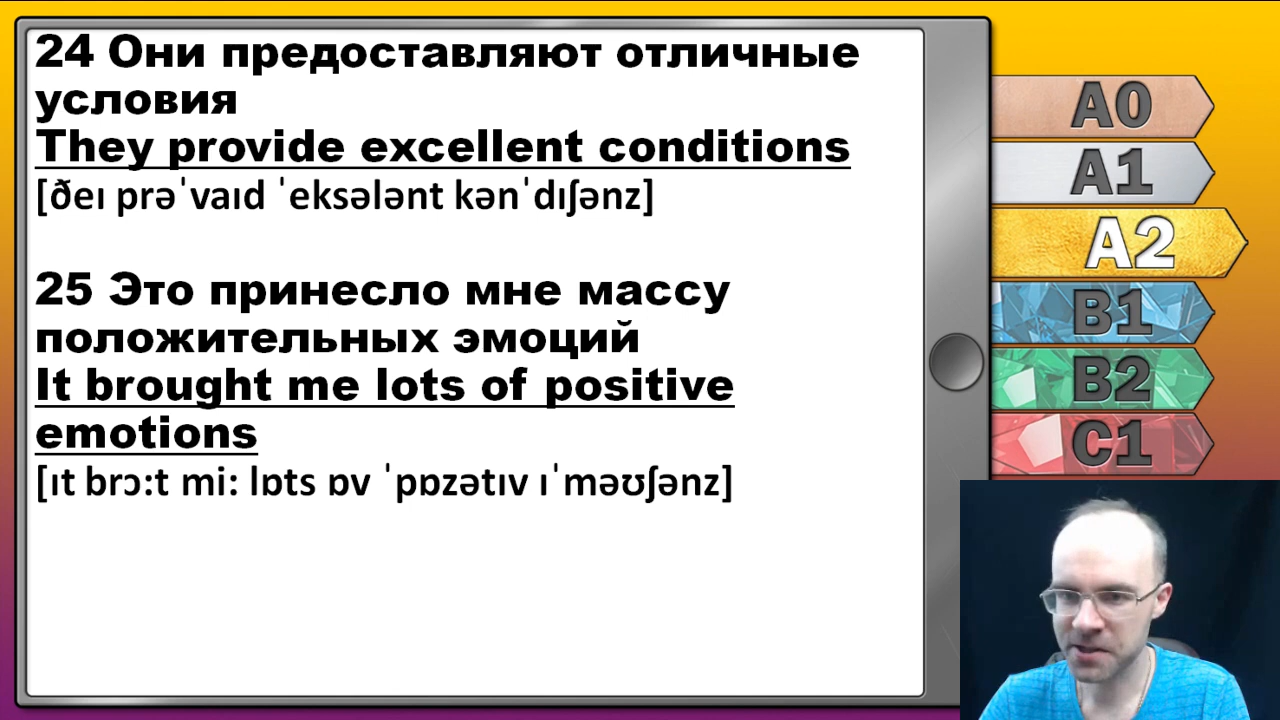 24 Они предоставляют отличные
условия
They provide excellent conditions
[ðeɪ prəˈvaɪd ˈeksələnt kənˈdɪʃənz]
25 Это принесло мне массу
положительных эмоций
It brought me lots of positive
emotions
[ɪt brɔ:t mi: lɒts ɒv ˈpɒzətɪv ɪˈməʊʃənz]
A0
A1
A2
B1
B2
C1